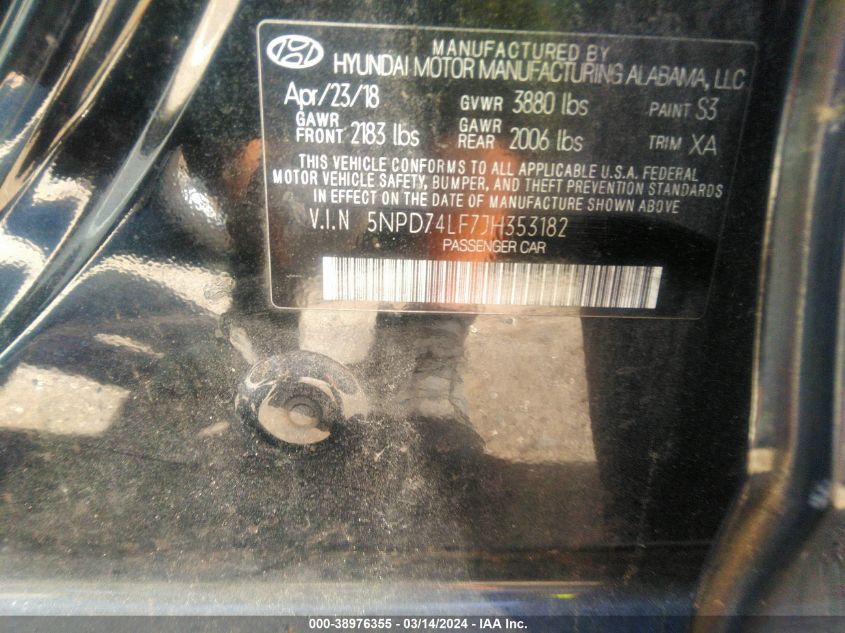 MANUFACTURED BY
HYUNDAI MOTOR MANUFACTURING ALABAMA, LLC
Apr/23/18 GVWR 3880 lbs PAINT S3
GAWR FRONT 2183 lbs GAWR REAR 2006 lbs TRIM XA
THIS VEHICLE CONFORMS TO ALL APPLICABLE U.S.A. FEDERAL
MOTOR VEHICLE SAFETY, BUMPER, AND THEFT PREVENTION STANDARDS
IN EFFECT ON THE DATE OF MANUFACTURE SHOWN ABOVE
V.I.N 5NPD74LF7JH353182
PASSENGER CAR
000-38976355 - 03/14/2024 - IAA Inc.